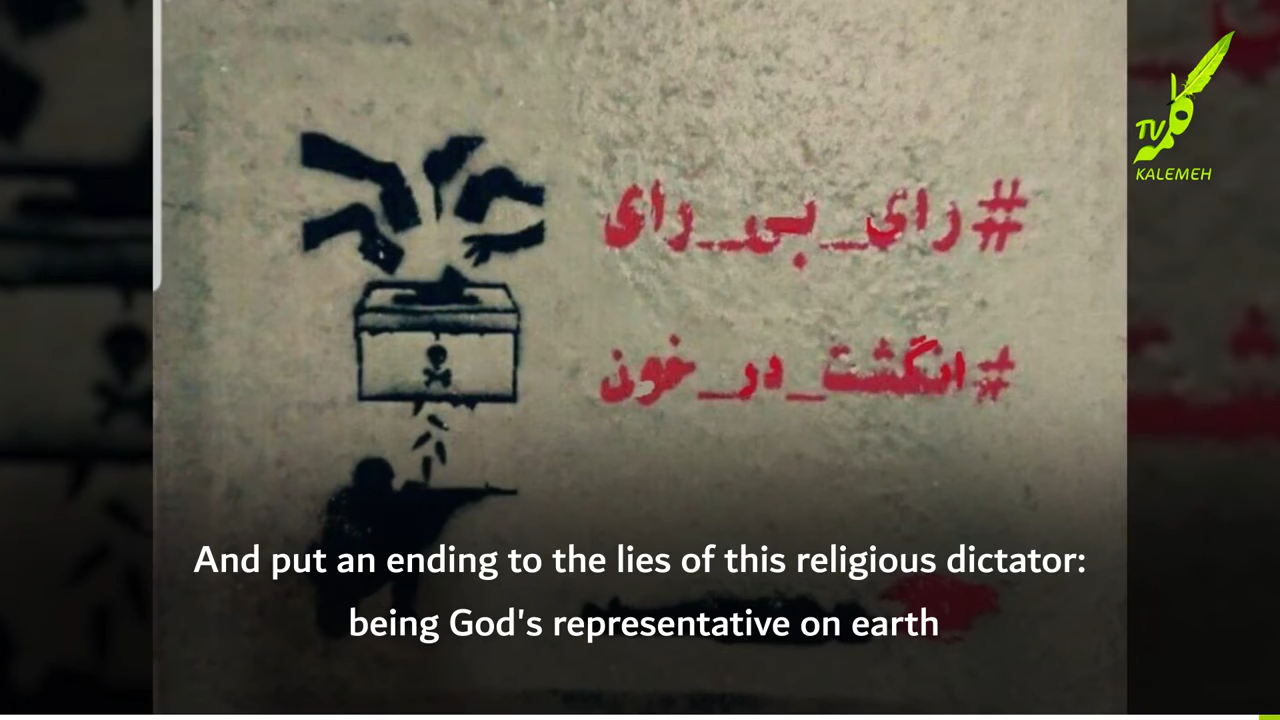 TV
KALEMEH
#رای_بی_رای
#انگشت_در_خون
And put an ending to the lies of this religious dictator:
being God's representative on earth